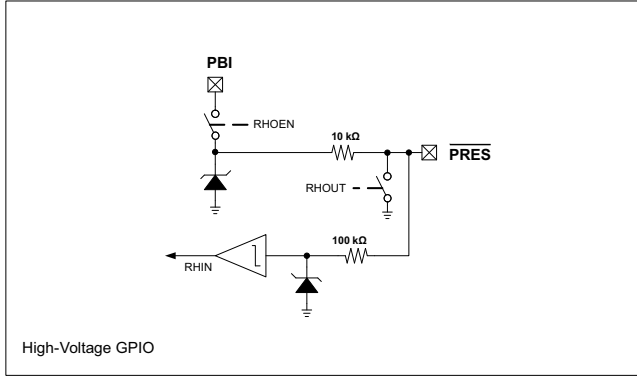 PBI
RHOEN
10 kΩ
PRES
RHOUT
100 kΩ
RHIN
High-Voltage GPIO